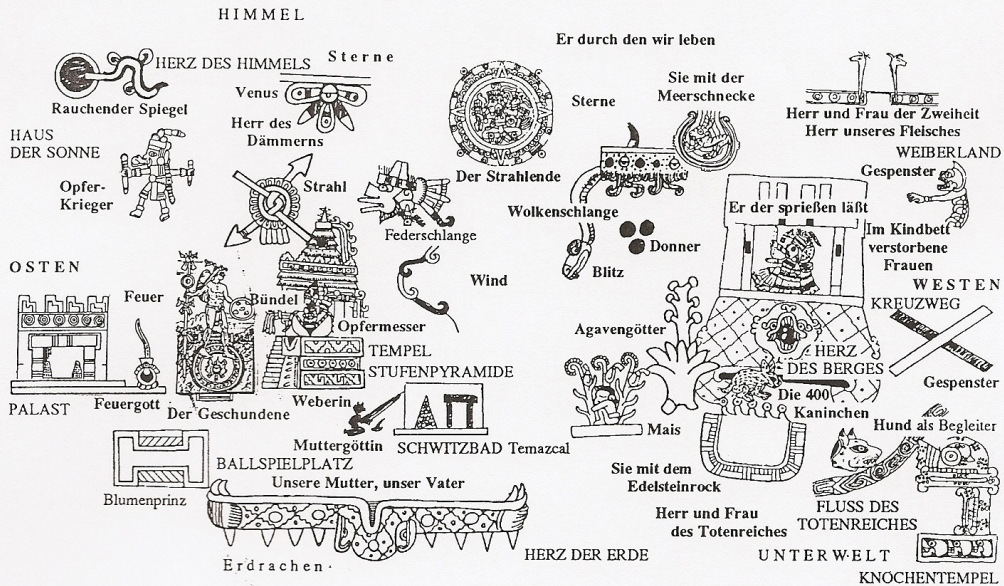 HIMMEL
Er durch den wir leben
Sterne
HERZ DES HIMMELS
Rauchender Spiegel
Venus
Herr des
Dämmerns
Sterne
Der Strahlende
Sie mit der
Meerschnecke
Herr und Frau der Zweiheit
Herr unseres Fleisches
HAUS
DER SONNE
Opfer-
Krieger
Strahl
Federschlange
Wolkenschlange
Donner
Blitz
Wind
WEIBERLAND
Gespenster
Er der sprießen läßt
Im Kindbett
verstorbene
Frauen
OSTEN
WESTEN
KREUZWEG
Gespenster
Feuer
Bündel
Opfermesser
TEMPEL
STUFENPYRAMIDE
Agavengötter
HERZ
DES BERGES
Die 400
Kaninchen
PALAST
Feuergott
Der Geschundene
Weberin
Muttergöttin
SCHWITZBAD Temazcal
Mais
Hund als Begleiter
BALLSPIELPLATZ
Blumenprinz
Unsere Mutter, unser Vater
Sie mit dem
Edelsteinrock
Herr und Frau
des Totenreiches
FLUSS DES
TOTENREICHES
Erdrachen.
HERZ DER ERDE
UNTERWELT
KNOCHENTEMPEL